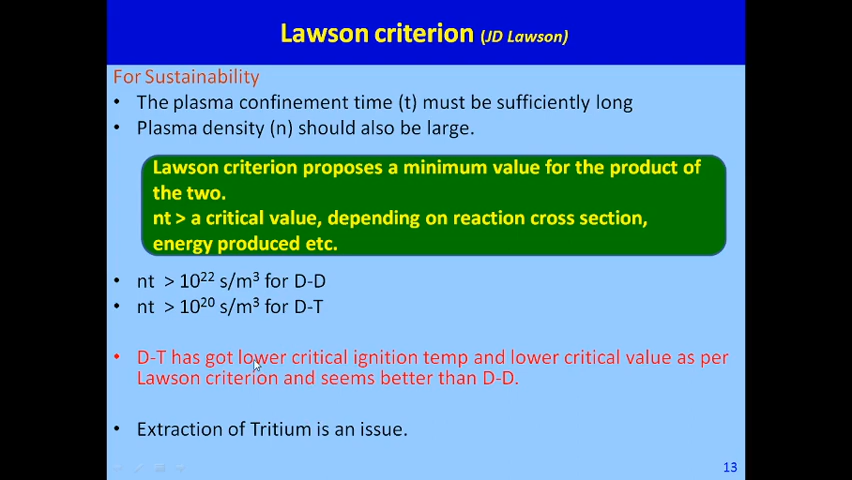 Lawson criterion (JD Lawson)
For Sustainability
• The plasma confinement time (t) must be sufficiently long
• Plasma density (n) should also be large.
Lawson criterion proposes a minimum value for the product of
the two.
nt > a critical value, depending on reaction cross section,
energy produced etc.
• nt > 10²² s/m³ for D-D
• nt > 10²⁰ s/m³ for D-T
• D-T has got lower critical ignition temp and lower critical value as per
Lawson criterion and seems better than D-D.
• Extraction of Tritium is an issue.
13